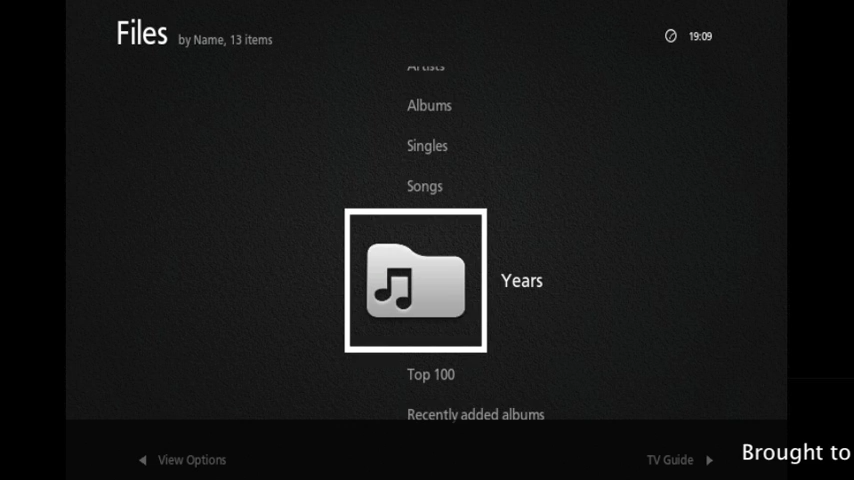 Files by Name, 13 items
19:09
Artists
Albums
Singles
Songs
Years
Top 100
Recently added albums
View Options
TV Guide
Brought to